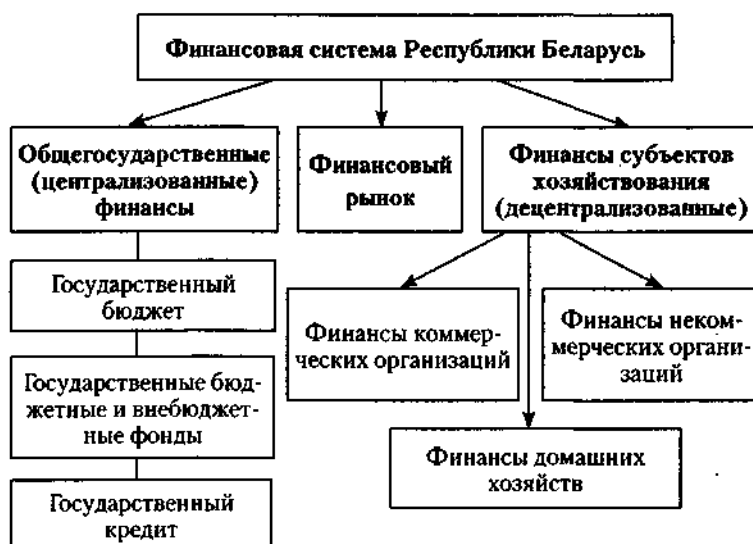 Финансовая система Республики Беларусь
Общегосударственные
(централизованные)
финансы
Финансовый
рынок
Финансы субъектов
хозяйствования
(децентрализованные)
Государственный
бюджет
Финансы коммер-
ческих организаций
Финансы неком-
мерческих органи-
заций
Государственные бюд-
жетные и внебюджет-
ные фонды
Финансы домашних
хозяйств
Государственный
кредит